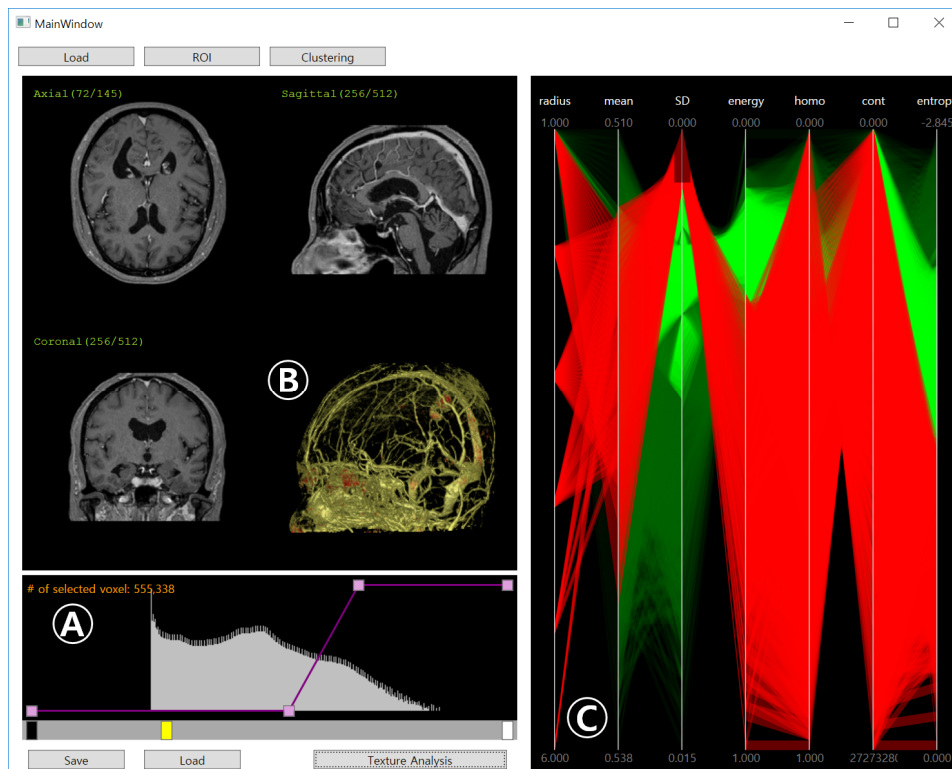 MainWindow
Load ROI Clustering
Axial(72/145) Sagittal(256/512)
Coronal(256/512)
B
# of selected voxel: 555,338
A
Save Load Texture Analysis
radius mean SD energy homo cont entrop
1.000 0.510 0.000 0.000 0.000 0.000 -2.845
C
6.000 0.538 0.015 1.000 1.000 2727328( 0.00